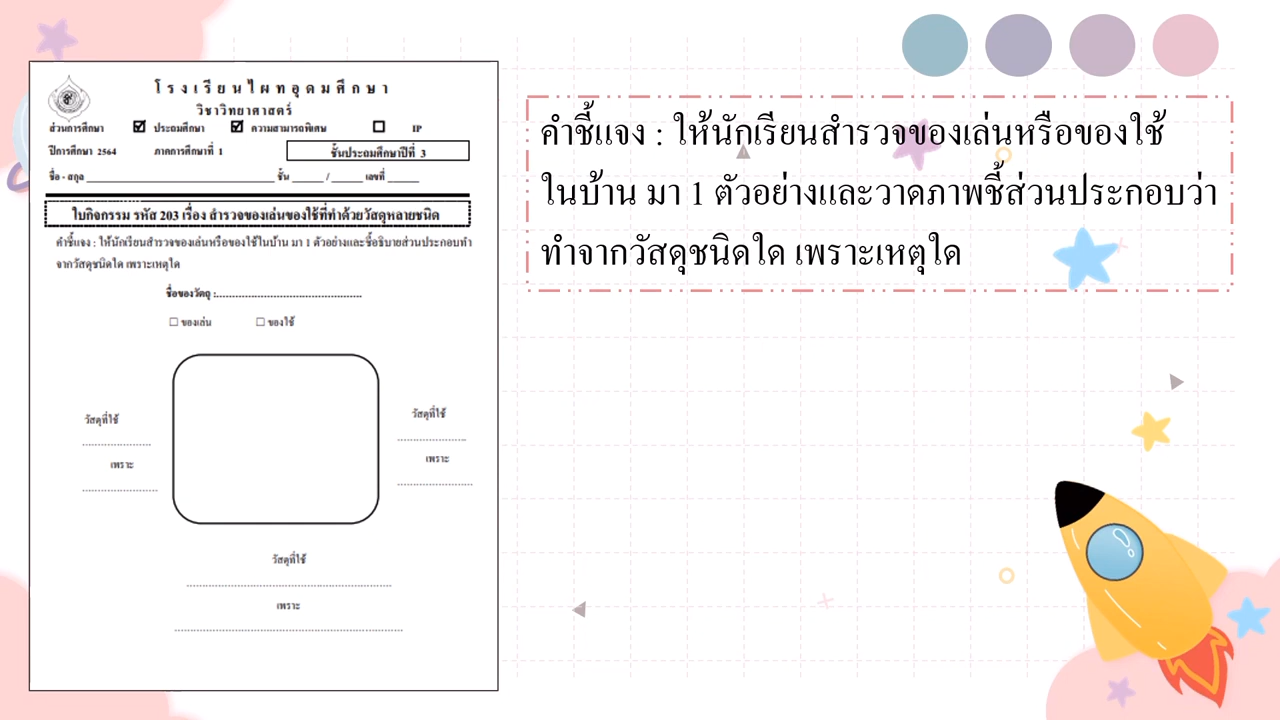 โรงเรียนไผทอุดมศึกษา
วิชาวิทยาศาสตร์
ส่วนการศึกษา ☑ ประถมศึกษา ☑ ความสามารถพิเศษ ☐ IP
ปีการศึกษา 2564 ภาคการศึกษาที่ 1 ชั้นประถมศึกษาปีที่ 3
ชื่อ - สกุล ______ ชั้น ______ / ______ เลขที่ ______
ใบกิจกรรม รหัส 203 เรื่อง สำรวจของเล่นของใช้ที่ทำด้วยวัสดุหลายชนิด
คำชี้แจง : ให้นักเรียนสำรวจของเล่นหรือของใช้ในบ้าน มา 1 ตัวอย่างและชื้อธิบายส่วนประกอบทำ
จากวัสดุชนิดใด เพราะเหตุใด
ชื่อของวัตถุ :..............................................
☐ ของเล่น ☐ ของใช้
วัสดุที่ใช้
เพราะ
วัสดุที่ใช้
เพราะ
วัสดุที่ใช้
เพราะ
คำชี้แจง : ให้นักเรียนสำรวจของเล่นหรือของใช้
ในบ้าน มา 1 ตัวอย่างและวาดภาพชี้ส่วนประกอบว่า
ทำจากวัสดุชนิดใด เพราะเหตุใด